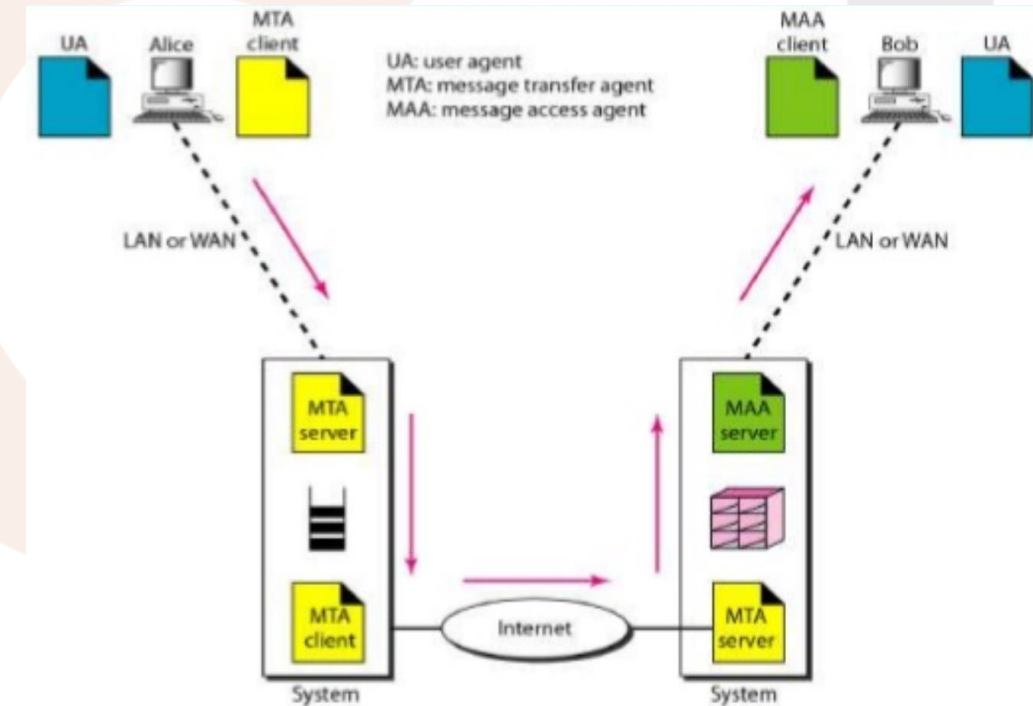 UA
Alice
MTA
client
UA: user agent
MTA: message transfer agent
MAA: message access agent
MAA
client
Bob
UA
LAN or WAN
LAN or WAN
MTA
server
MAA
server
MTA
client
Internet
MTA
server
System
System